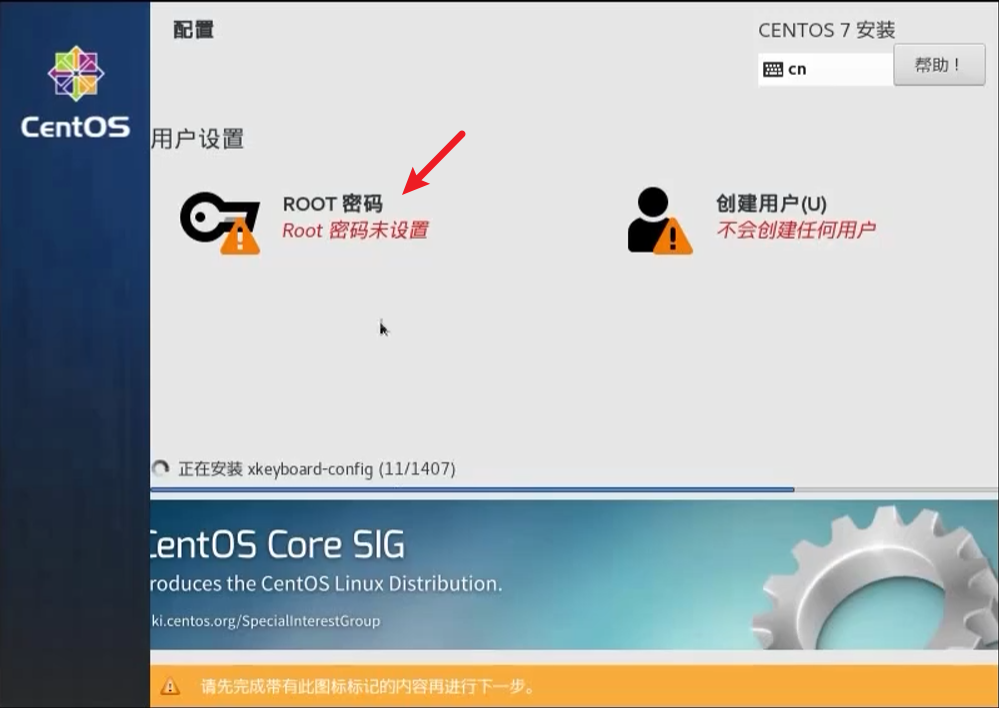 CentOS
配置
CENTOS 7 安装
cn
帮助！
用户设置
ROOT 密码
Root 密码未设置
创建用户(U)
不会创建任何用户
正在安装 xkeyboard-config (11/1407)
CentOS Core SIG
roduces the CentOS Linux Distribution.
ki.centos.org/SpecialInterestGroup
请先完成带有此图标标记的内容再进行下一步。